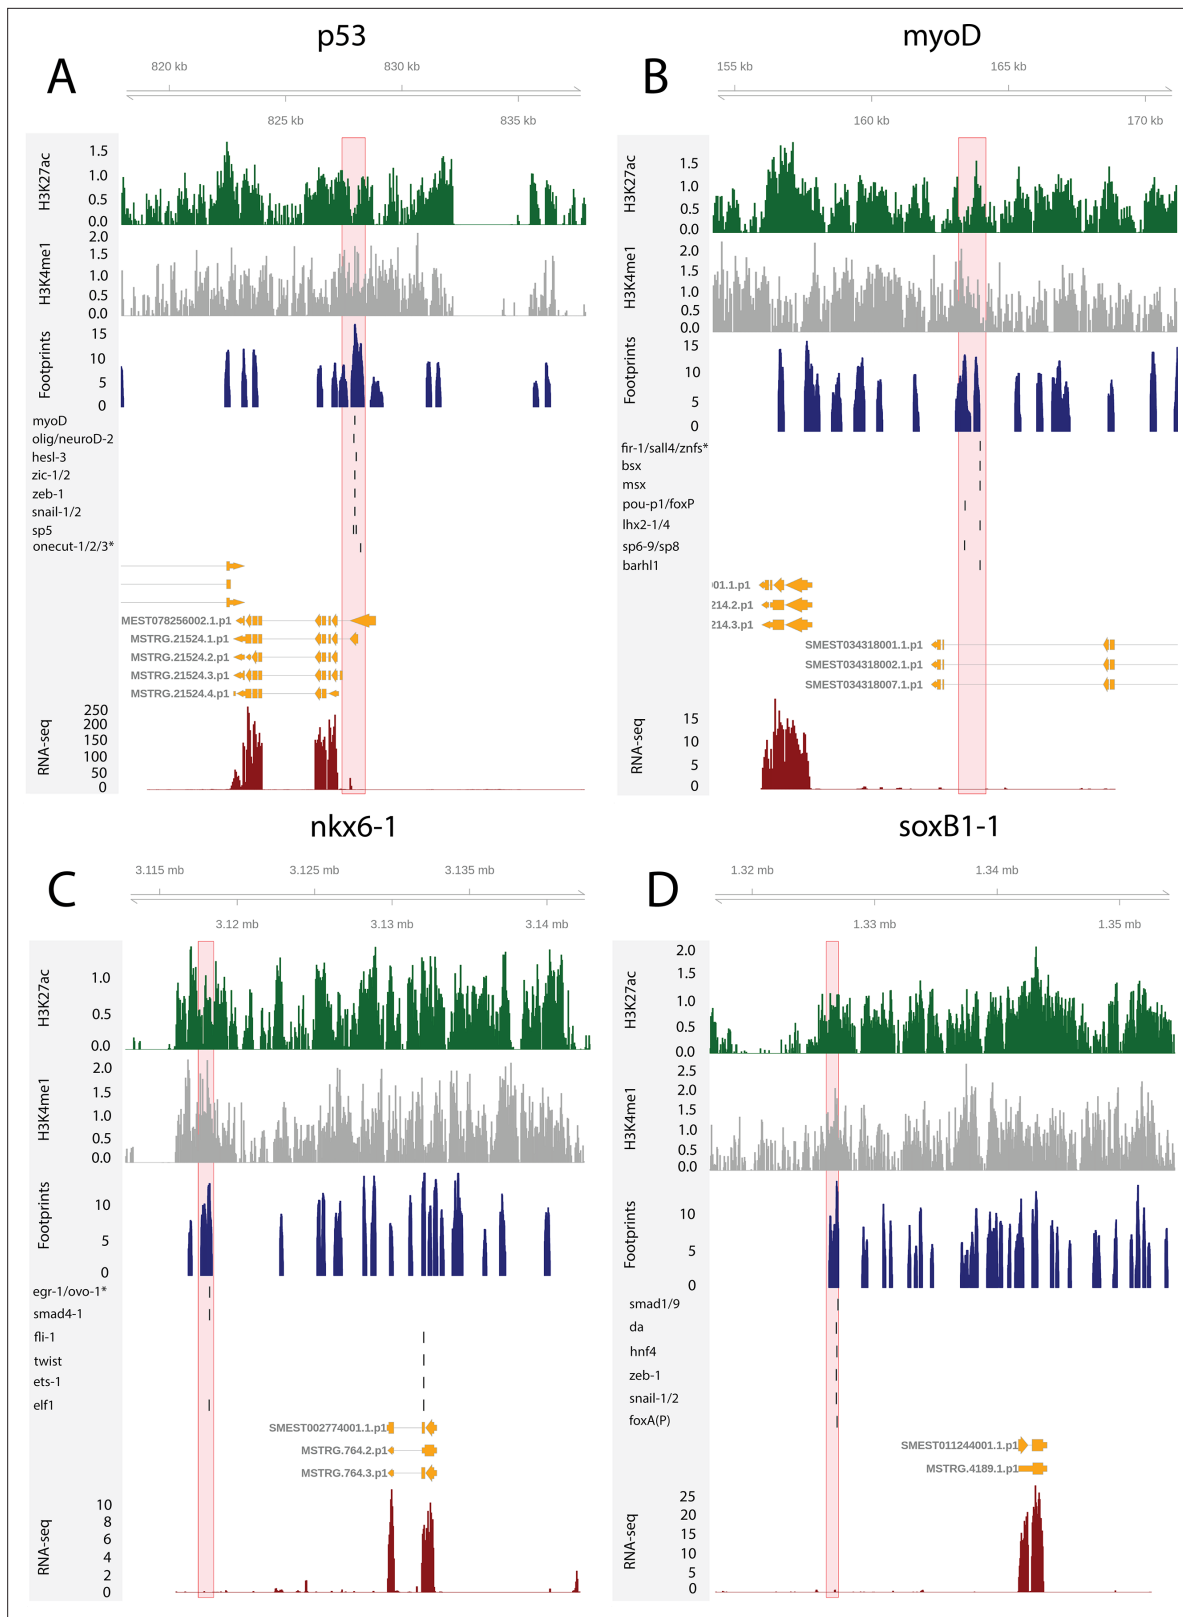 p53
A
820 kb
830 kb
825 kb
835 kb
H3K27ac
1.5
1.0
0.5
0.0
H3K4me1
2.0
1.5
1.0
0.5
0.0
Footprints
15
10
5
0
myoD
olig/neuroD-2
hesl-3
zic-1/2
zeb-1
snail-1/2
sp5
onecut-1/2/3*
MEST078256002.1.p1
MSTRG.21524.1.p1
MSTRG.21524.2.p1
MSTRG.21524.3.p1
MSTRG.21524.4.p1
RNA-seq
250
200
150
100
50
0
myoD
B
155 kb
165 kb
160 kb
170 kb
H3K27ac
1.5
1.0
0.5
0.0
H3K4me1
2.0
1.5
1.0
0.5
0.0
Footprints
15
10
5
0
fir-1/sall4/znfs*
bsx
msx
pou-p1/foxP
lhx2-1/4
sp6-9/sp8
barhl1
001.1.p1
214.2.p1
214.3.p1
SMEST034318001.1.p1
SMEST034318002.1.p1
SMEST034318007.1.p1
RNA-seq
15
10
5
0
nkx6-1
C
3.115 mb
3.125 mb
3.135 mb
3.12 mb
3.13 mb
3.14 mb
H3K27ac
1.0
0.5
0.0
H3K4me1
2.0
1.5
1.0
0.5
0.0
Footprints
10
5
0
egr-1/ovo-1*
smad4-1
fli-1
twist
ets-1
elf1
SMEST002774001.1.p1
MSTRG.764.2.p1
MSTRG.764.3.p1
RNA-seq
10
8
6
4
2
0
soxB1-1
D
1.32 mb
1.34 mb
1.33 mb
1.35 mb
H3K27ac
2.0
1.5
1.0
0.5
0.0
H3K4me1
2.5
2.0
1.5
1.0
0.5
0.0
Footprints
10
5
0
smad1/9
da
hnf4
zeb-1
snail-1/2
foxA(P)
SMEST011244001.1.p1
MSTRG.4189.1.p1
RNA-seq
25
20
15
10
5
0